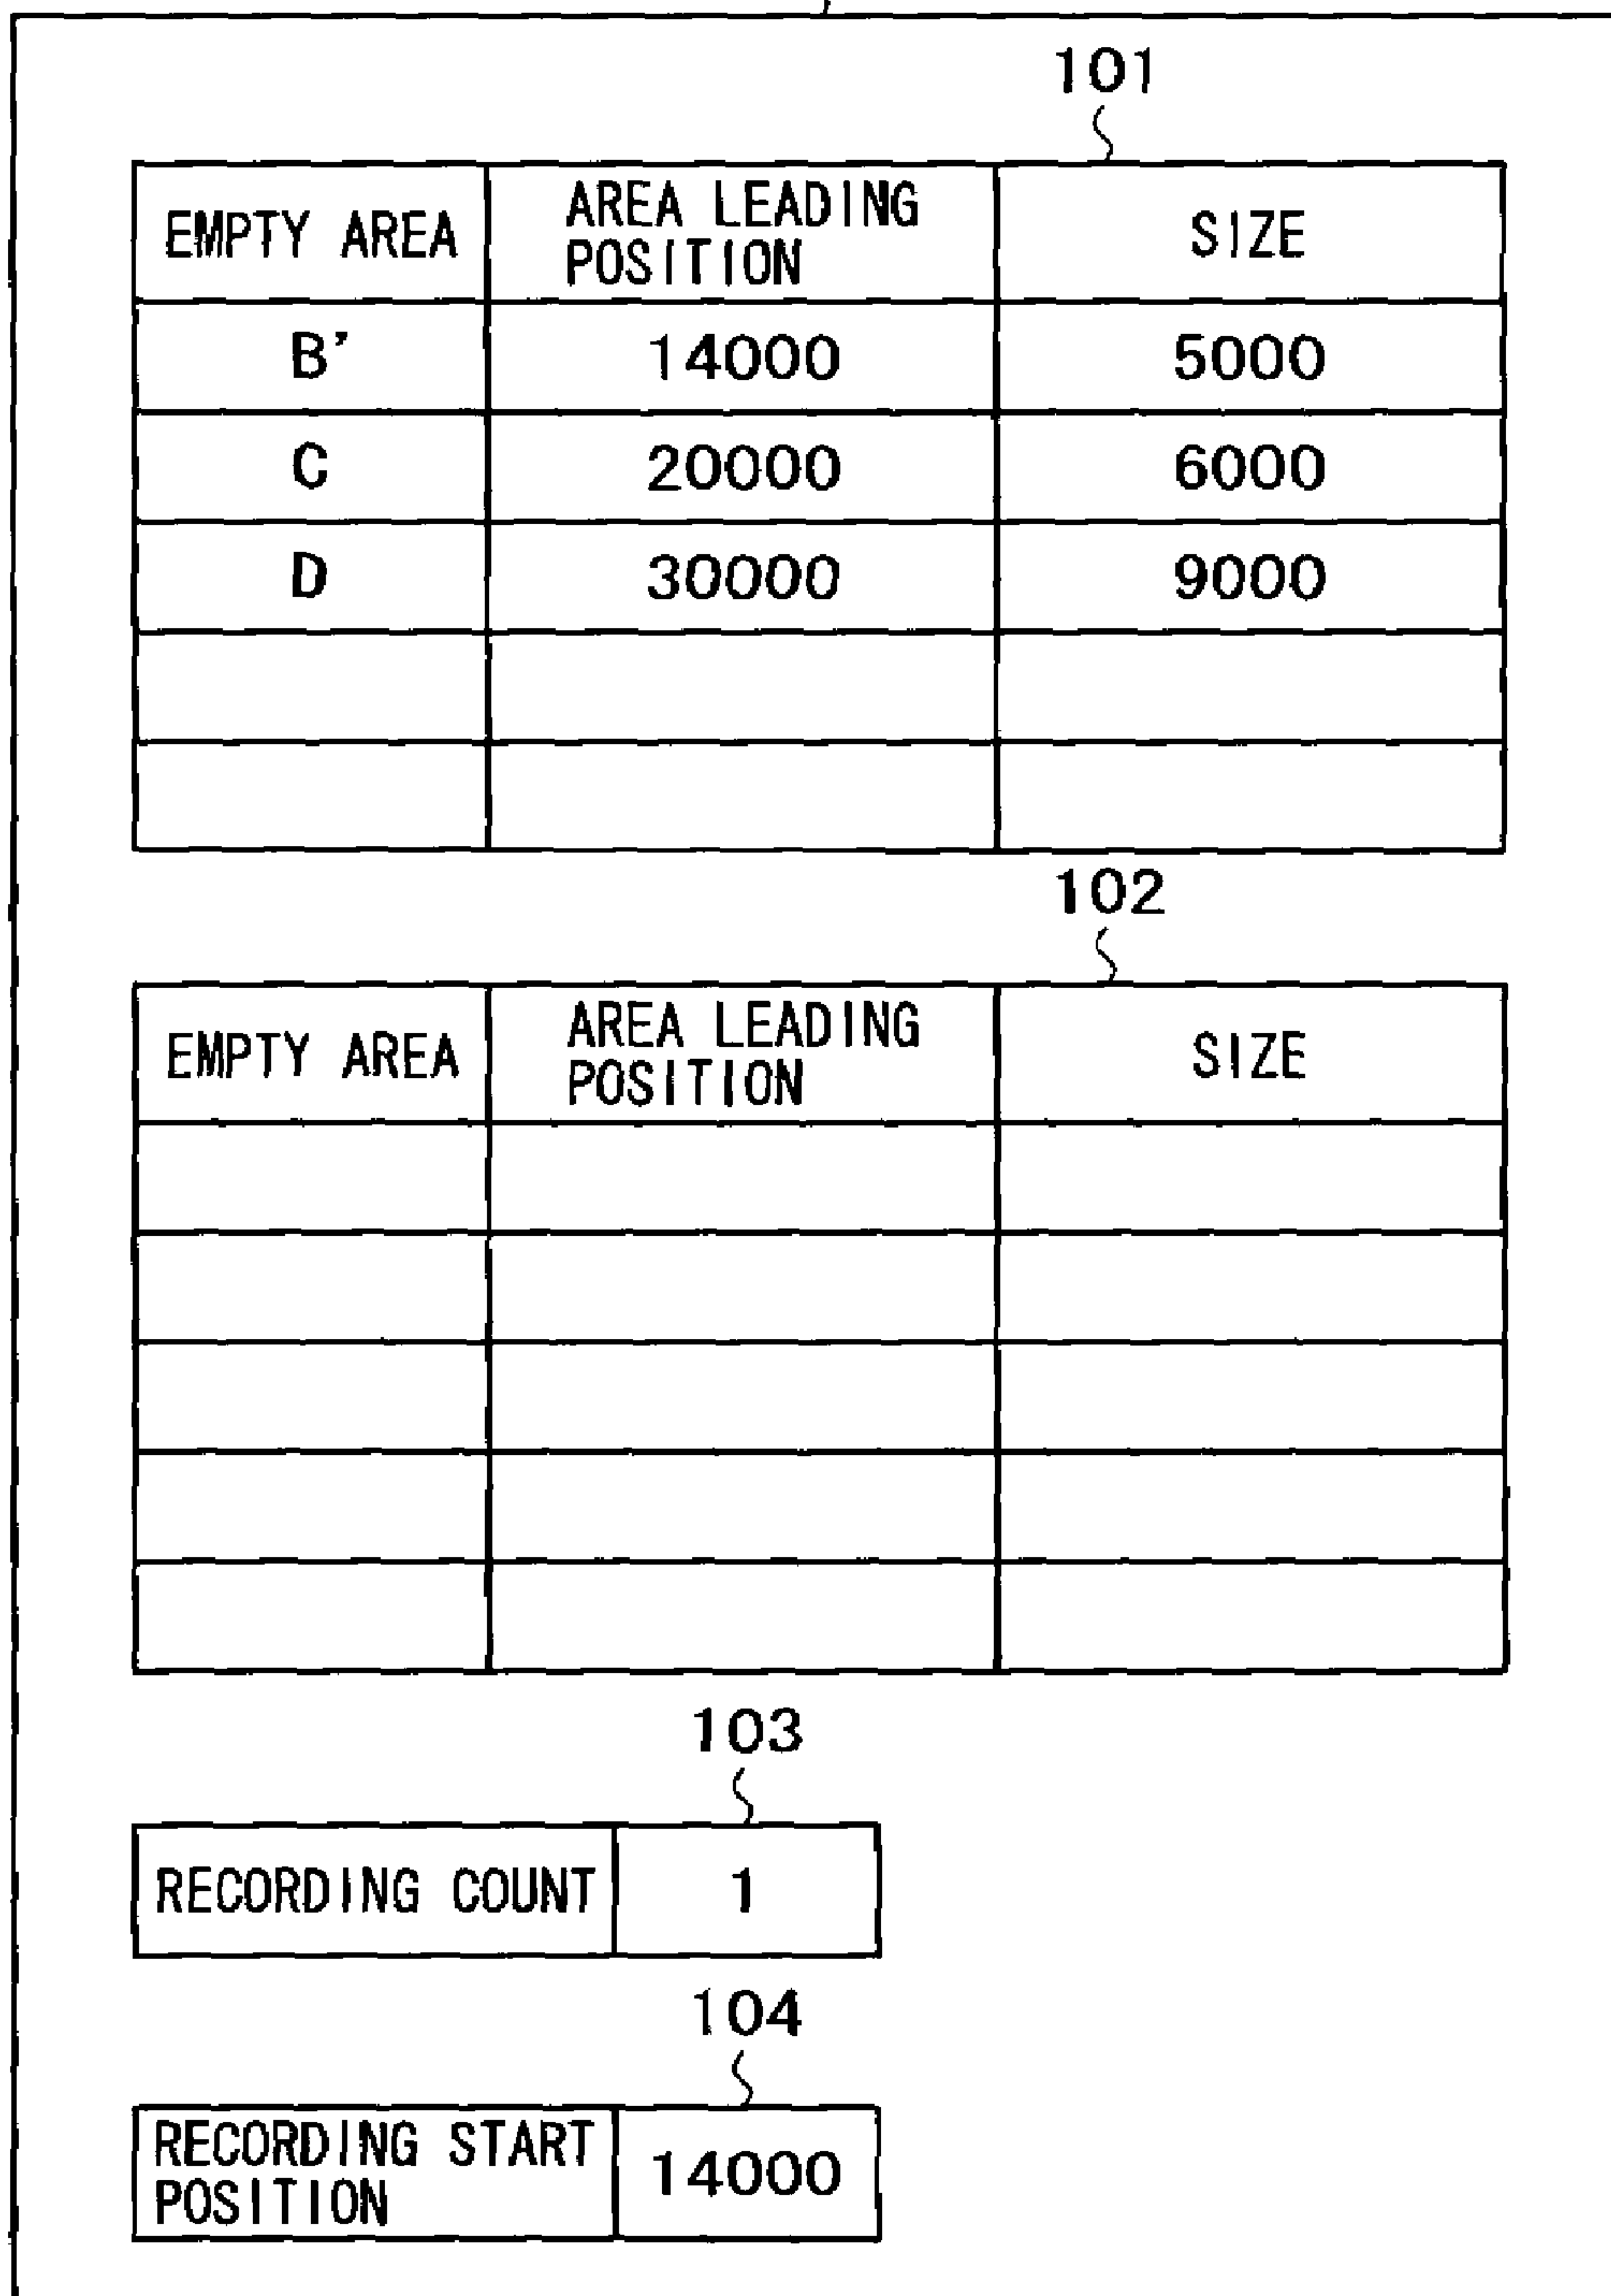 101
EMPTY AREA AREA LEADING POSITION SIZE
B' 14000 5000
C 20000 6000
D 30000 9000
102
EMPTY AREA AREA LEADING POSITION SIZE
103
RECORDING COUNT 1
104
RECORDING START POSITION 14000